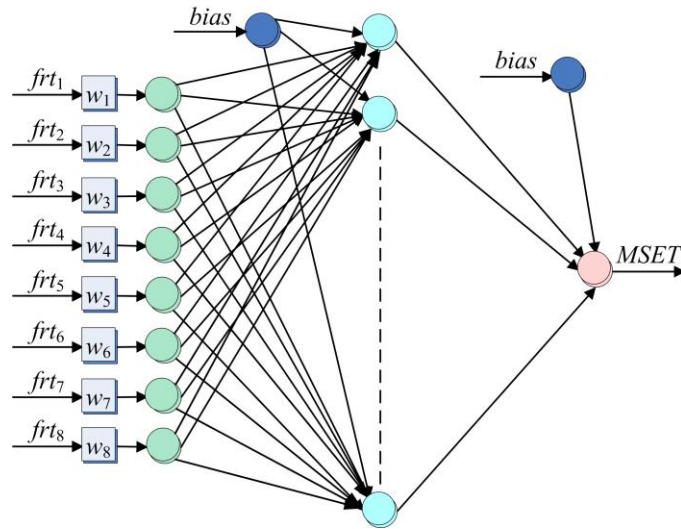 bias
bias
frt₁ w₁
frt₂ w₂
frt₃ w₃
frt₄ w₄
frt₅ w₅
frt₆ w₆
frt₇ w₇
frt₈ w₈
MSET